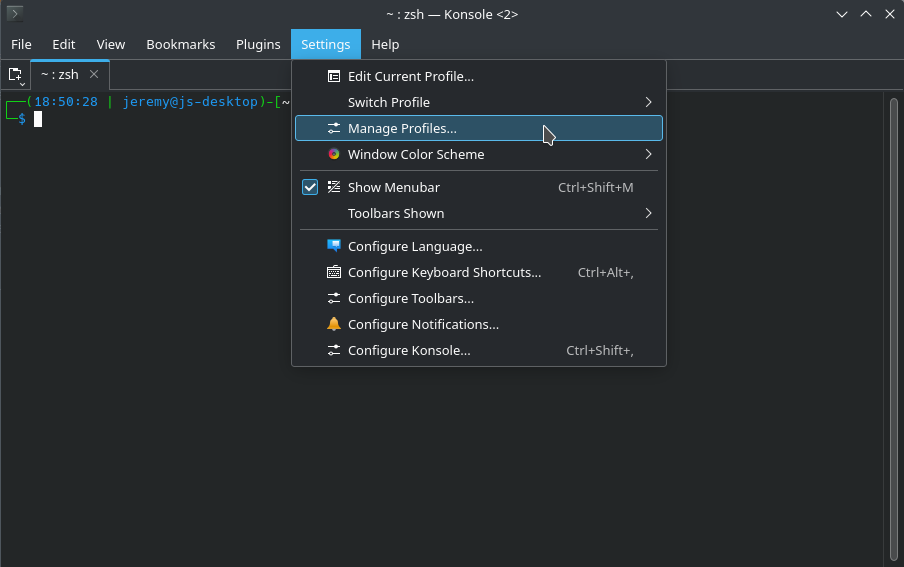 ~ : zsh — Konsole <2>
File Edit View Bookmarks Plugins Settings Help
~ : zsh
(18:50:28 | jeremy@js-desktop)-[~
$
Edit Current Profile...
Switch Profile
Manage Profiles...
Window Color Scheme
Show Menubar Ctrl+Shift+M
Toolbars Shown
Configure Language...
Configure Keyboard Shortcuts... Ctrl+Alt+,
Configure Toolbars...
Configure Notifications...
Configure Konsole... Ctrl+Shift+,